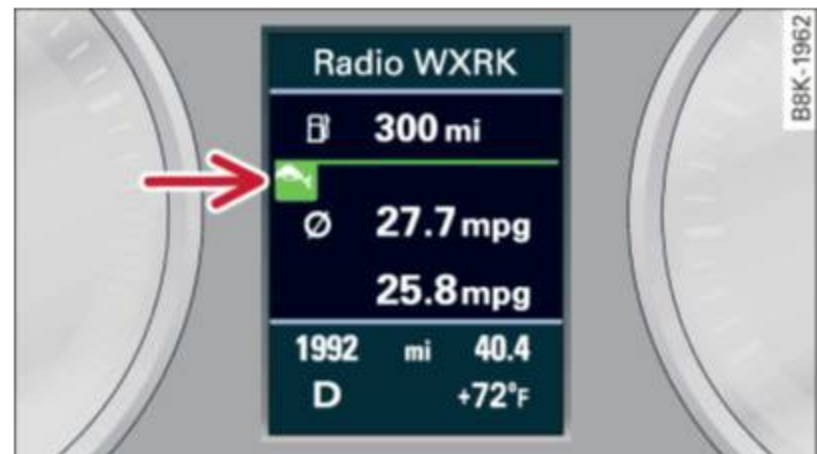 Radio WXRK
300 mi
Ø 27.7 mpg
25.8 mpg
1992 mi 40.4
D +72°F
B8K-1962